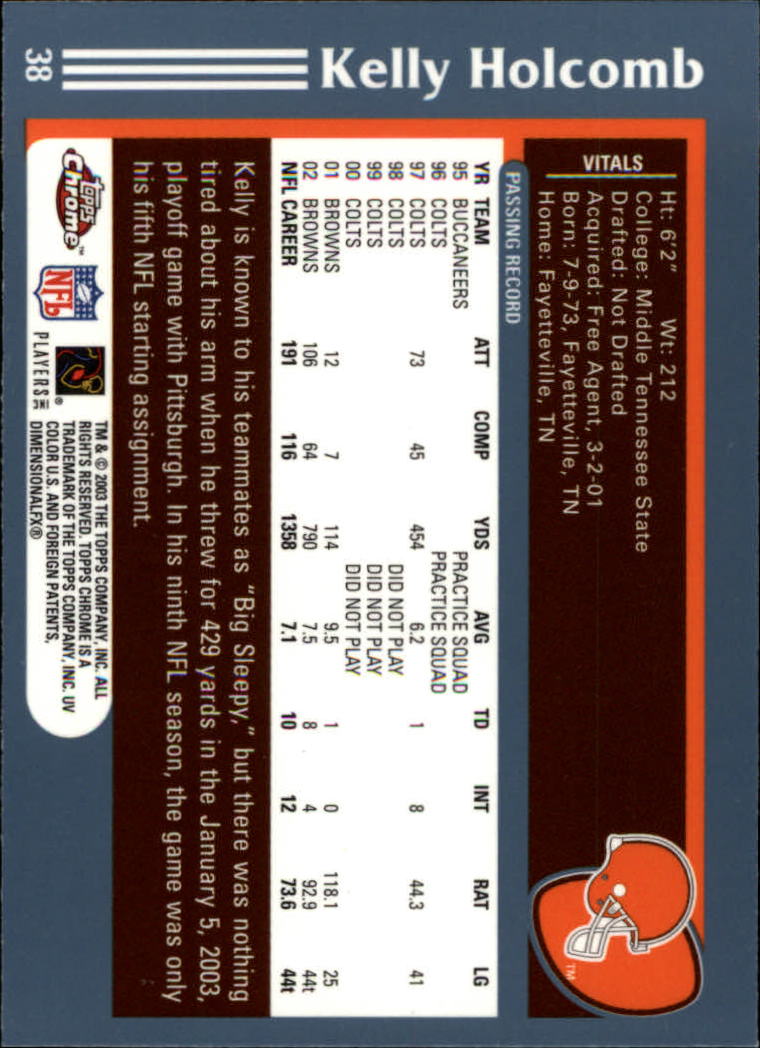 38 Kelly Holcomb
VITALS
Ht: 6'2" Wt: 212
College: Middle Tennessee State
Drafted: Not Drafted
Acquired: Free Agent, 3-2-01
Born: 7-9-73, Fayetteville, TN
Home: Fayetteville, TN
TM
PASSING RECORD
YR TEAM ATT COMP YDS AVG TD INT RAT LG
95 BUCCANEERS PRACTICE SQUAD
96 COLTS PRACTICE SQUAD
97 COLTS 73 45 454 6.2 1 8 44.3 41
98 COLTS DID NOT PLAY
99 COLTS DID NOT PLAY
00 COLTS DID NOT PLAY
01 BROWNS 12 7 114 9.5 1 0 118.1 25
02 BROWNS 106 64 790 7.5 8 4 92.9 44t
NFL CAREER 191 116 1358 7.1 10 12 73.6 44t
Kelly is known to his teammates as "Big Sleepy," but there was nothing
tired about his arm when he threw for 429 yards in the January 5, 2003,
playoff game with Pittsburgh. In his ninth NFL season, the game was only
his fifth NFL starting assignment.
Topps Chrome™
NFL
PLAYERS INC ®
TM & © 2003 THE TOPPS COMPANY, INC. ALL
RIGHTS RESERVED. TOPPS CHROME IS A
TRADEMARK OF THE TOPPS COMPANY, INC. UV
COLOR U.S. AND FOREIGN PATENTS,
DIMENSIONALFX®